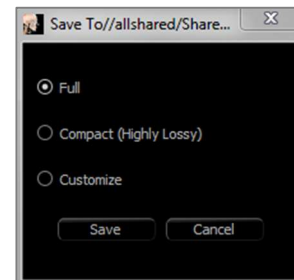 Save To//allshared/Share...
Full
Compact (Highly Lossy)
Customize
Save Cancel